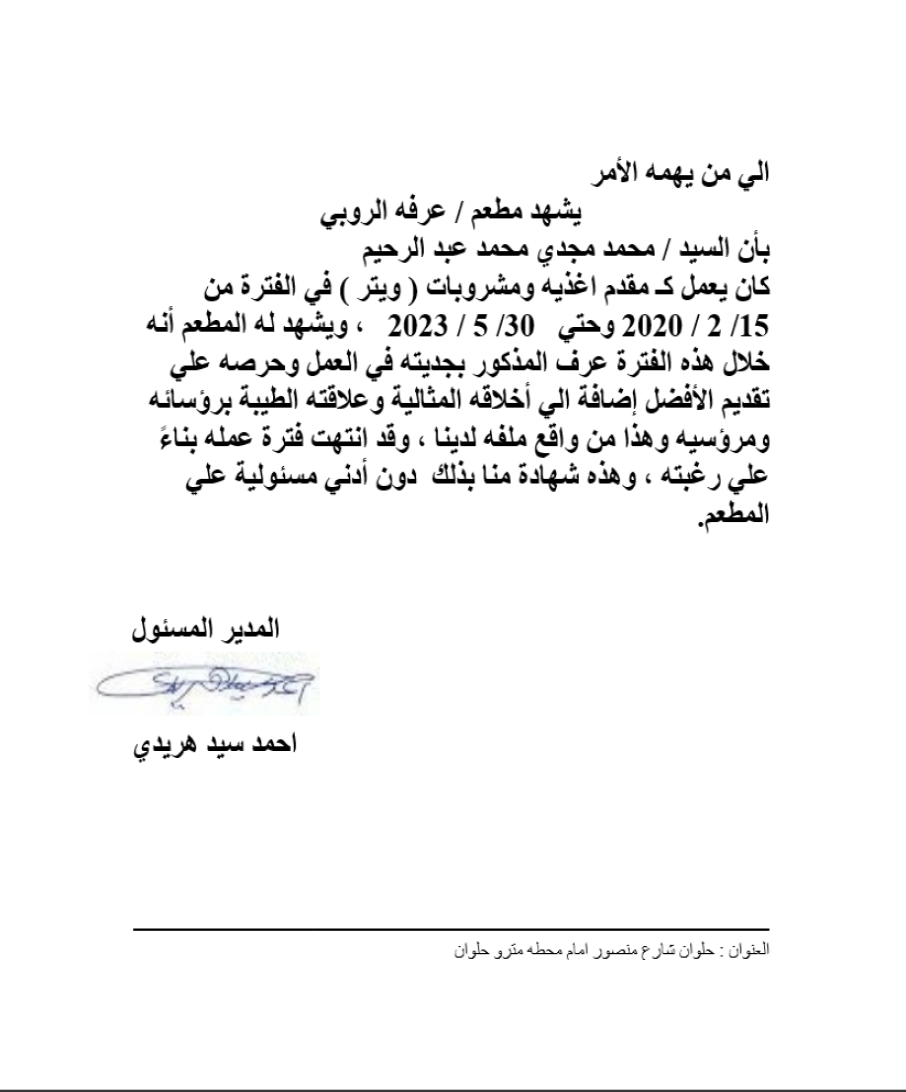 الي من يهمه الأمر
يشهد مطعم / عرفه الروبي
بأن السيد / محمد مجدي محمد عبد الرحيم
كان يعمل كـ مقدم اغذيه ومشروبات ( ويتر ) في الفترة من
15/ 2 / 2020 وحتي 30/ 5 / 2023 ، ويشهد له المطعم أنه
خلال هذه الفترة عرف المذكور بجديته في العمل وحرصه علي
تقديم الأفضل إضافة الي أخلاقه المثالية وعلاقته الطيبة برؤسائه
ومرؤسيه وهذا من واقع ملفه لدينا ، وقد انتهت فترة عمله بناءً
علي رغبته ، وهذه شهادة منا بذلك دون أدني مسئولية علي
المطعم.
المدير المسئول
احمد سيد هريدي
العنوان : حلوان شارع منصور امام محطه مترو حلوان